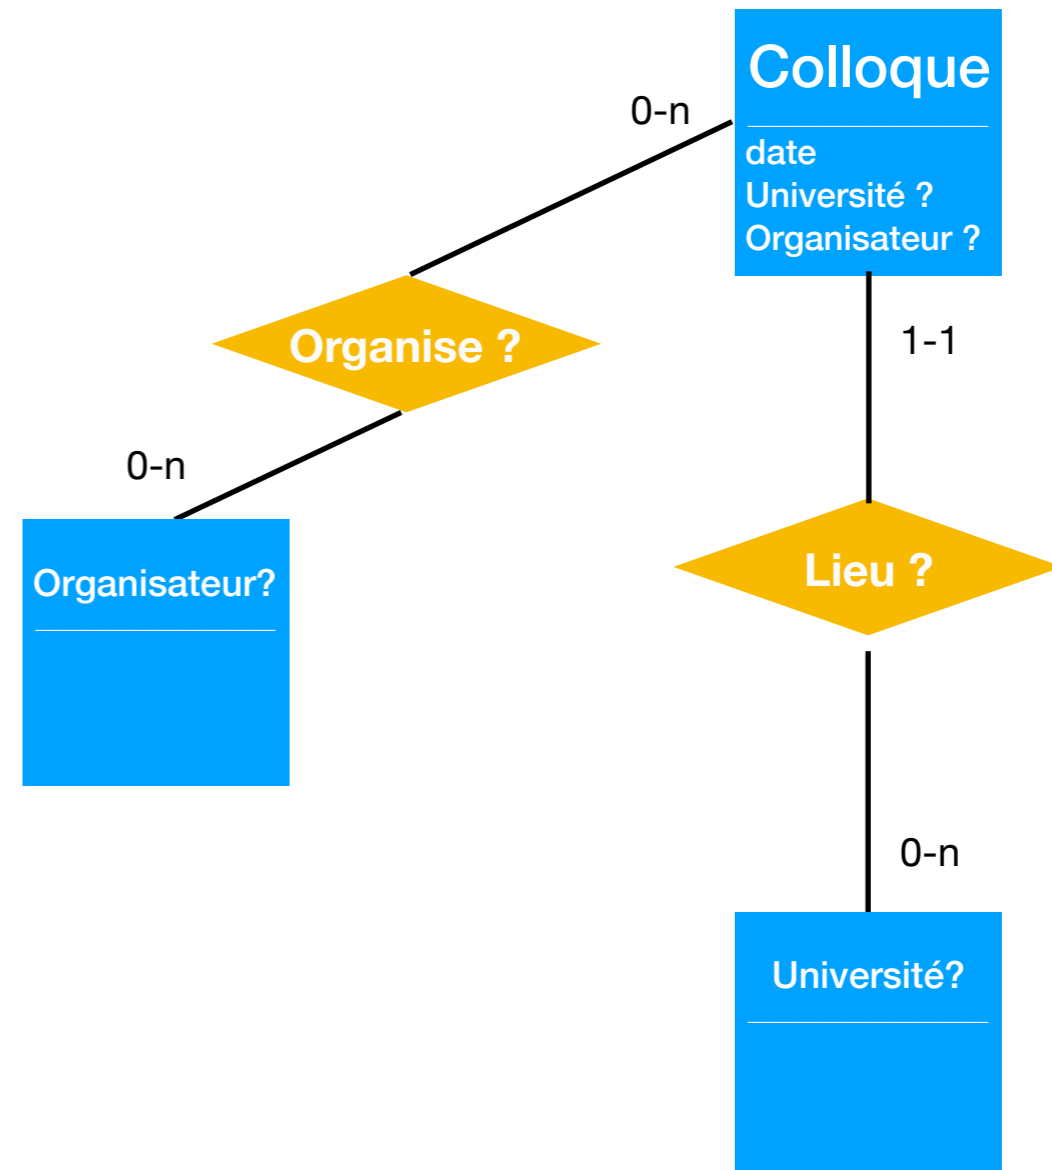 Colloque
date
Université ?
Organisateur ?
0-n
Organise ?
1-1
0-n
Organisateur?
Lieu ?
0-n
Université?